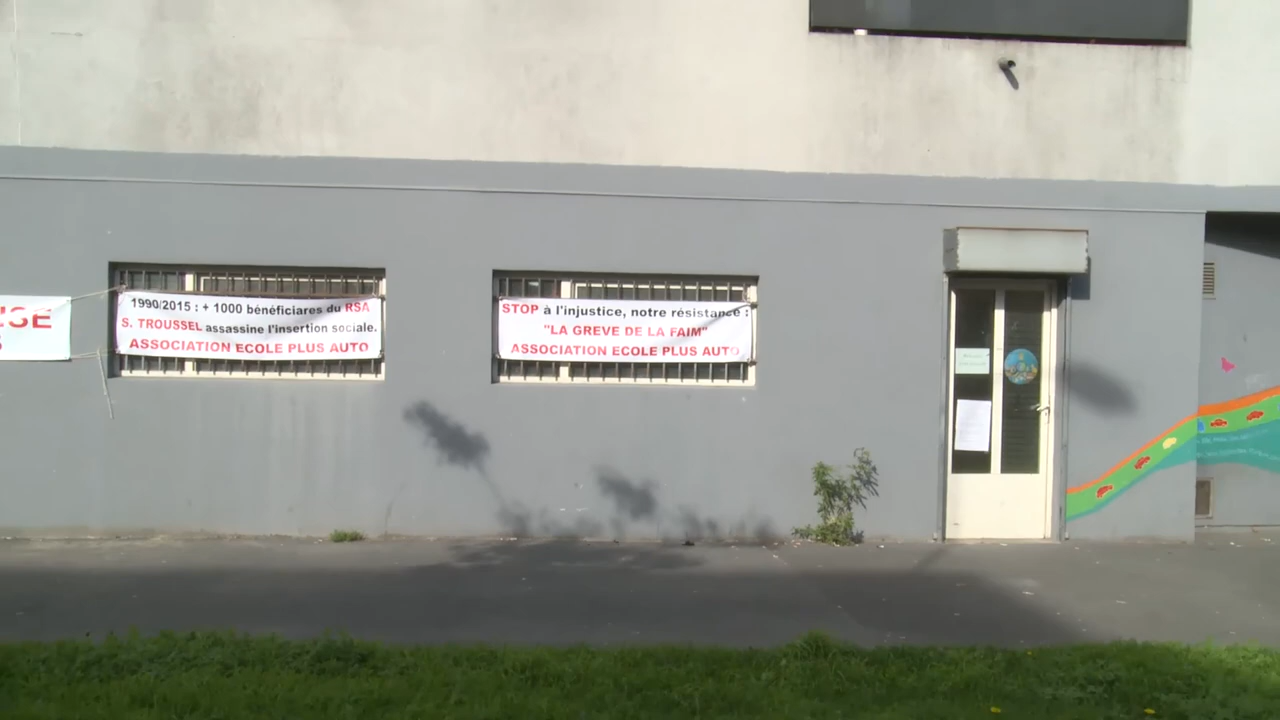 1990/2015 : + 1000 bénéficiares du RSA
S. TROUSSEL assassine l'insertion sociale.
ASSOCIATION ECOLE PLUS AUTO
STOP à l'injustice, notre résistance :
"LA GREVE DE LA FAIM"
ASSOCIATION ECOLE PLUS AUTO